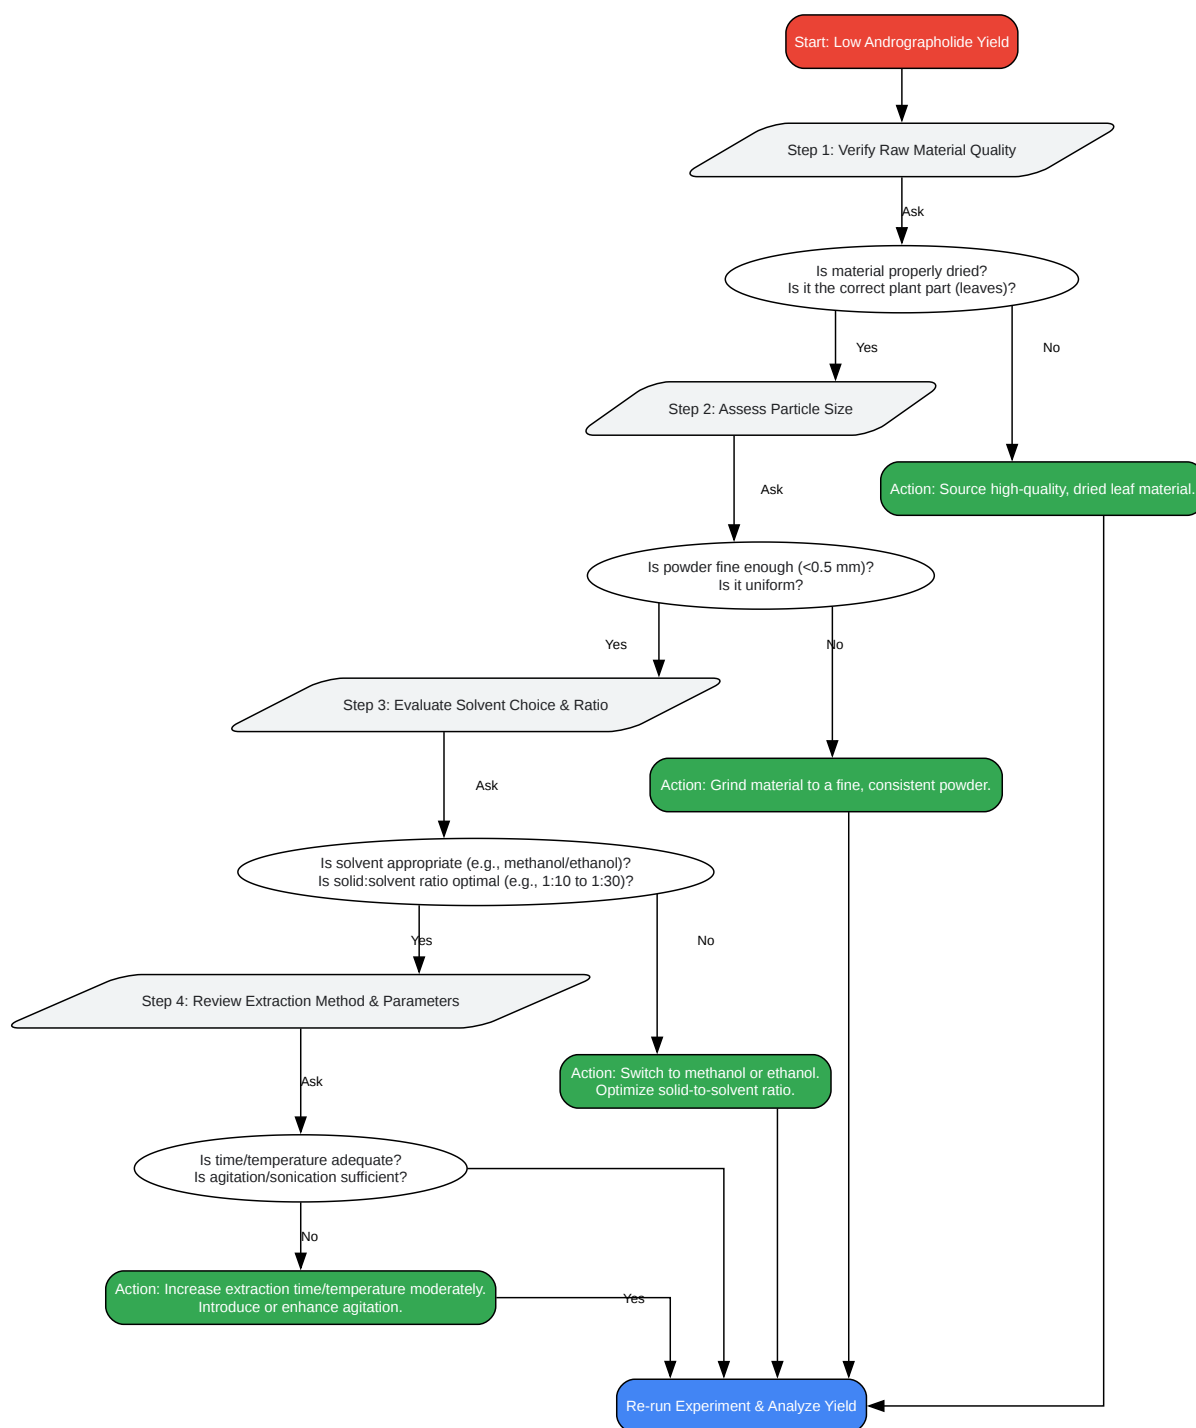 Start: Low Andrographolide Yield
Step 1: Verify Raw Material Quality
Ask
Is material properly dried?
Is it the correct plant part (leaves)?
Yes
No
Step 2: Assess Particle Size
Ask
Action: Source high-quality, dried leaf material.
Is powder fine enough (<0.5 mm)?
Is it uniform?
Yes
No
Step 3: Evaluate Solvent Choice & Ratio
Ask
Action: Grind material to a fine, consistent powder.
Is solvent appropriate (e.g., methanol/ethanol)?
Is solid:solvent ratio optimal (e.g., 1:10 to 1:30)?
Yes
No
Step 4: Review Extraction Method & Parameters
Ask
Action: Switch to methanol or ethanol.
Optimize solid-to-solvent ratio.
Is time/temperature adequate?
Is agitation/sonication sufficient?
No
Action: Increase extraction time/temperature moderately.
Introduce or enhance agitation.
Yes
Re-run Experiment & Analyze Yield